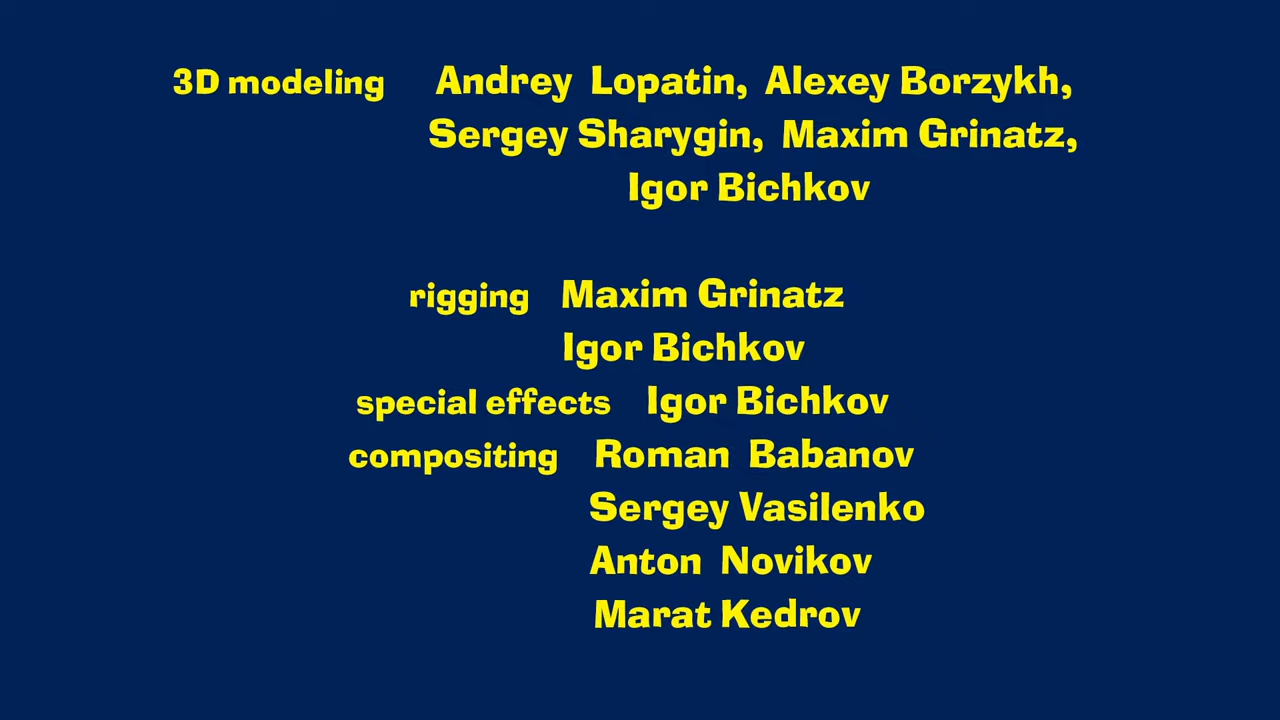 3D modeling Andrey Lopatin, Alexey Borzykh,
Sergey Sharygin, Maxim Grinatz,
Igor Bichkov
rigging Maxim Grinatz
Igor Bichkov
special effects Igor Bichkov
compositing Roman Babanov
Sergey Vasilenko
Anton Novikov
Marat Kedrov